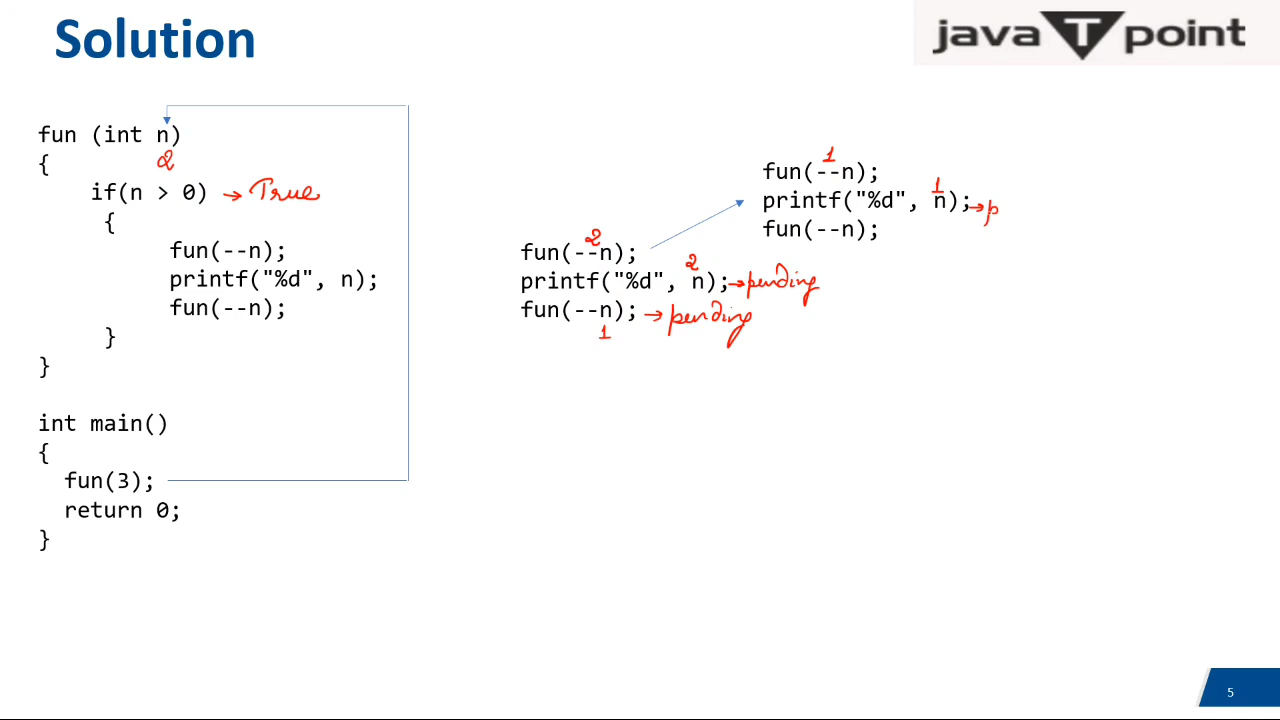 Solution
java T point
fun (int n)
2
{
if(n > 0) → True
{
fun(--n);
printf("%d", n);
fun(--n);
}
}
int main()
{
fun(3);
return 0;
}
2
fun(--n);
2
printf("%d", n); → pending
fun(--n); → pending
1
1
fun(--n);
1
printf("%d", n); → p
fun(--n);
5